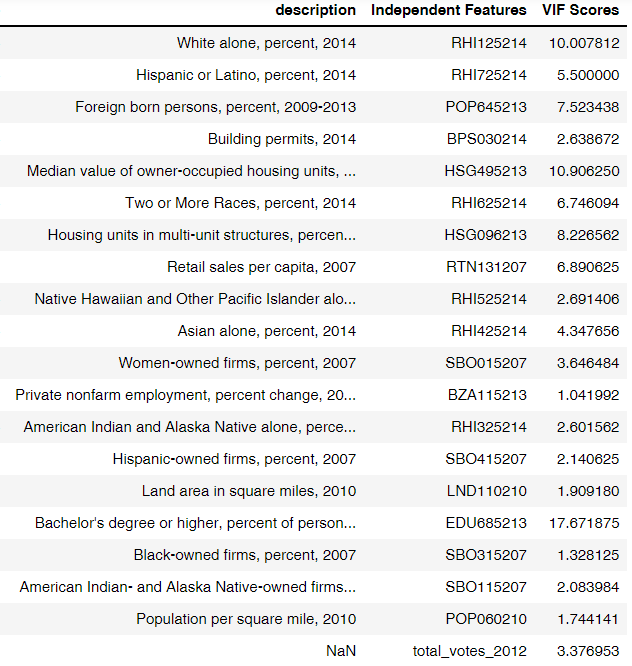 description Independent Features VIF Scores
White alone, percent, 2014 RHI125214 10.007812
Hispanic or Latino, percent, 2014 RHI725214 5.500000
Foreign born persons, percent, 2009-2013 POP645213 7.523438
Building permits, 2014 BPS030214 2.638672
Median value of owner-occupied housing units, ... HSG495213 10.906250
Two or More Races, percent, 2014 RHI625214 6.746094
Housing units in multi-unit structures, percen... HSG096213 8.226562
Retail sales per capita, 2007 RTN131207 6.890625
Native Hawaiian and Other Pacific Islander alo... RHI525214 2.691406
Asian alone, percent, 2014 RHI425214 4.347656
Women-owned firms, percent, 2007 SBO015207 3.646484
Private nonfarm employment, percent change, 20... BZA115213 1.041992
American Indian and Alaska Native alone, perce... RHI325214 2.601562
Hispanic-owned firms, percent, 2007 SBO415207 2.140625
Land area in square miles, 2010 LND110210 1.909180
Bachelor's degree or higher, percent of person... EDU685213 17.671875
Black-owned firms, percent, 2007 SBO315207 1.328125
American Indian- and Alaska Native-owned firms... SBO115207 2.083984
Population per square mile, 2010 POP060210 1.744141
NaN total_votes_2012 3.376953